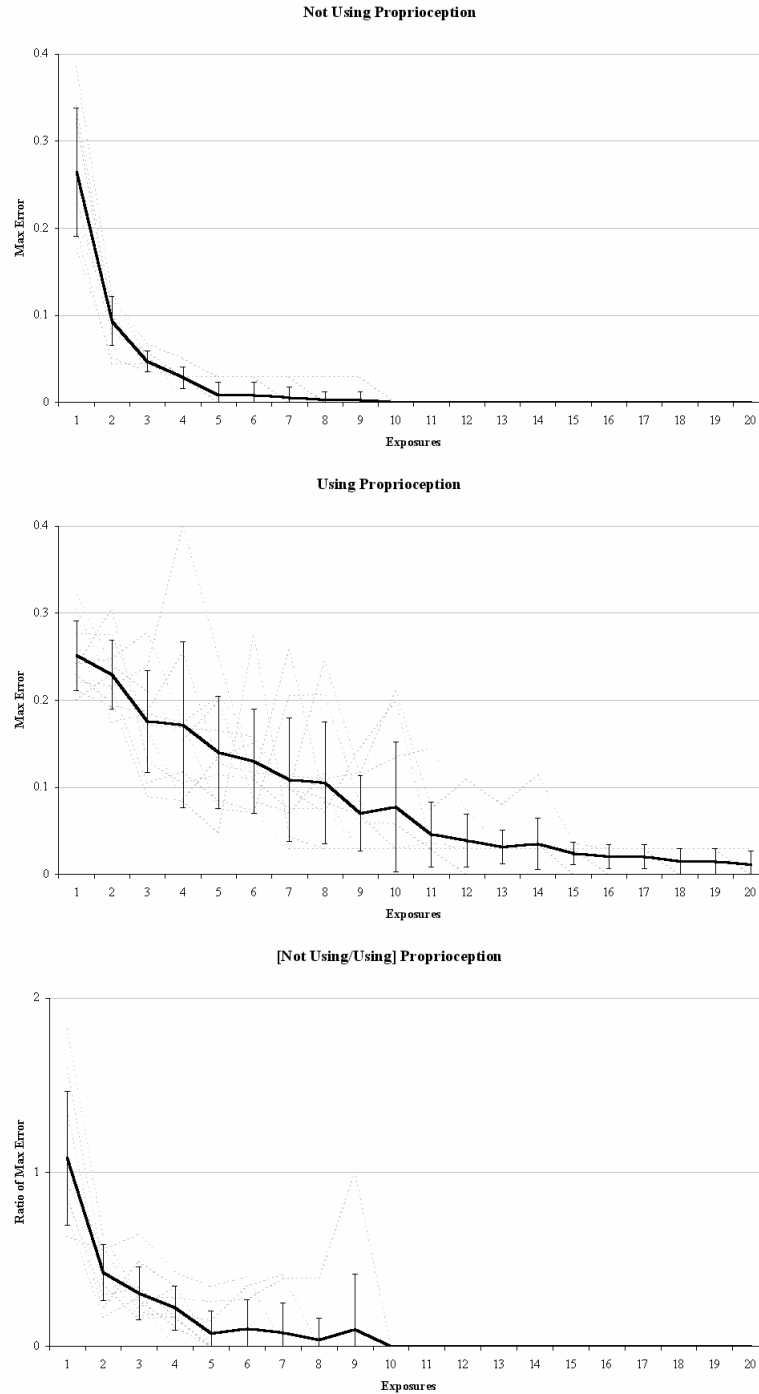 Not Using Proprioception
0.4
0.3
0.2
0.1
0
Max Error
1 2 3 4 5 6 7 8 9 10 11 12 13 14 15 16 17 18 19 20
Exposures
Using Proprioception
0.4
0.3
0.2
0.1
0
Max Error
1 2 3 4 5 6 7 8 9 10 11 12 13 14 15 16 17 18 19 20
Exposures
[Not Using/Using] Proprioception
2
1
0
Ratio of Max Error
1 2 3 4 5 6 7 8 9 10 11 12 13 14 15 16 17 18 19 20
Exposures